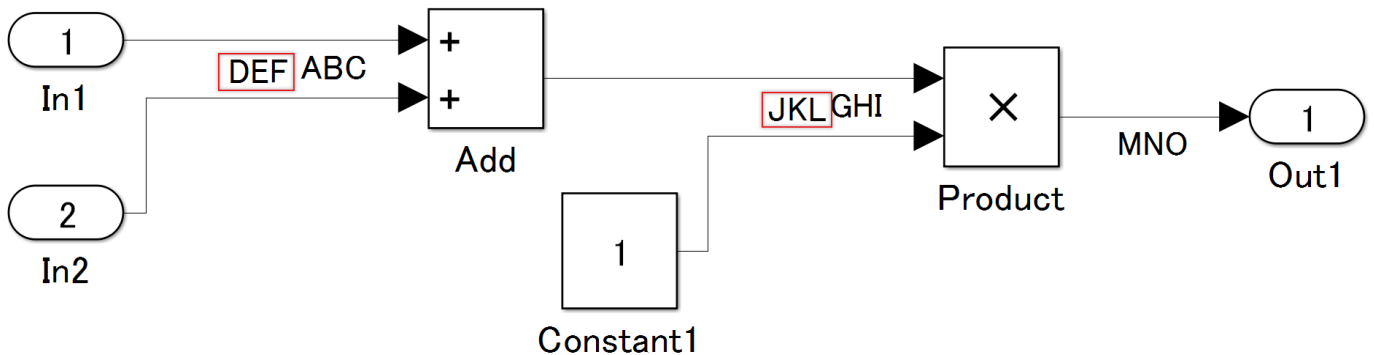 1
In1
DEF ABC
+
+
Add
2
In2
1
Constant1
JKL GHI
×
Product
MNO
1
Out1